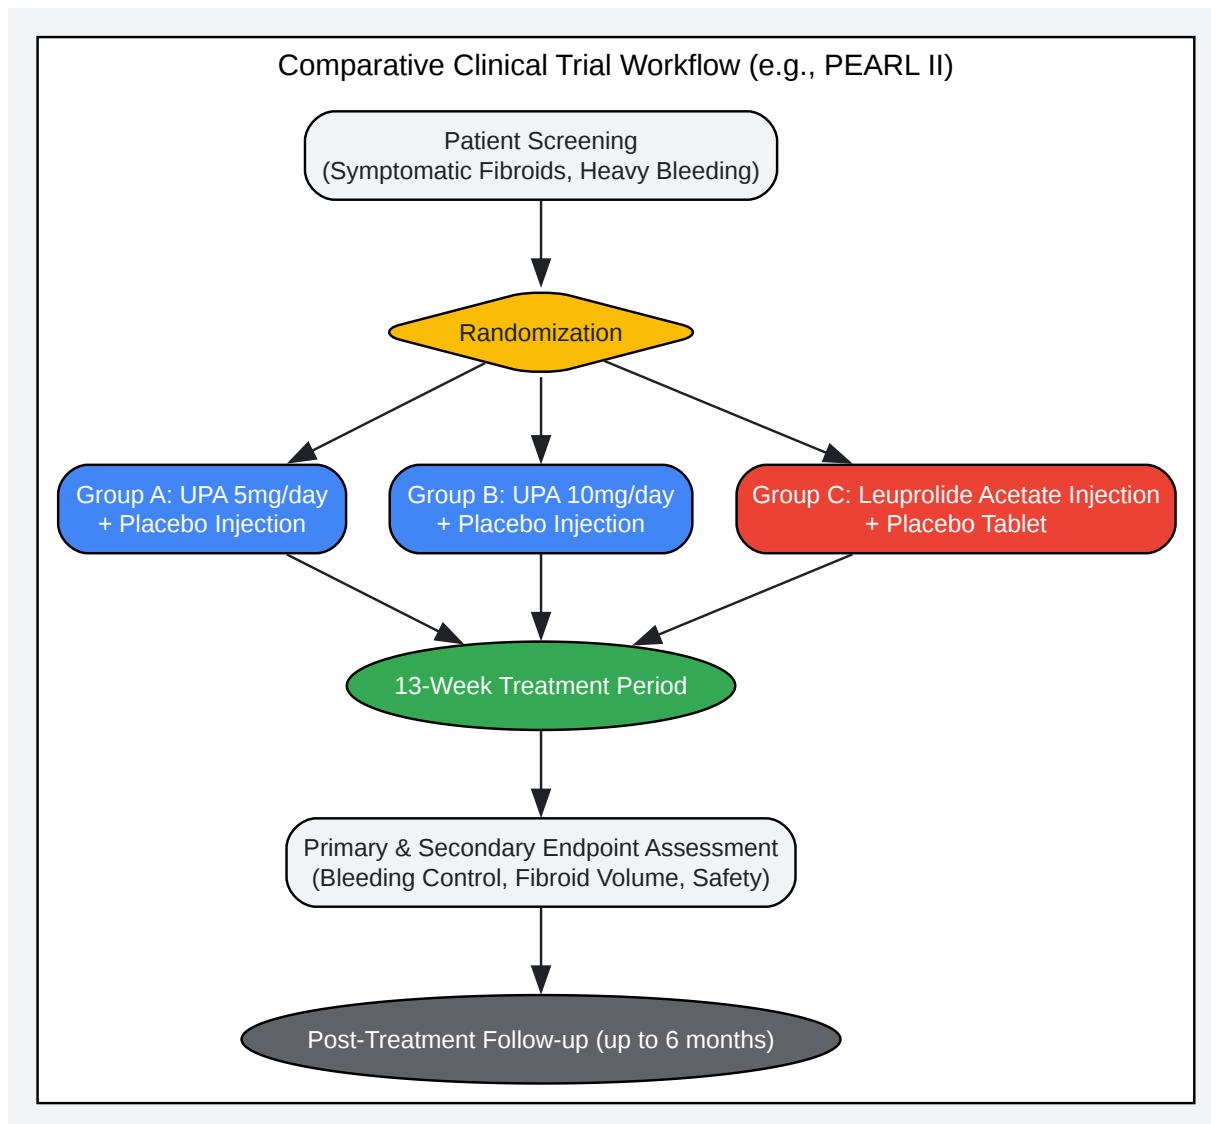 Comparative Clinical Trial Workflow (e.g., PEARL II)
Patient Screening
(Symptomatic Fibroids, Heavy Bleeding)
Randomization
Group A: UPA 5mg/day
+ Placebo Injection
Group B: UPA 10mg/day
+ Placebo Injection
Group C: Leuprolide Acetate Injection
+ Placebo Tablet
13-Week Treatment Period
Primary & Secondary Endpoint Assessment
(Bleeding Control, Fibroid Volume, Safety)
Post-Treatment Follow-up (up to 6 months)